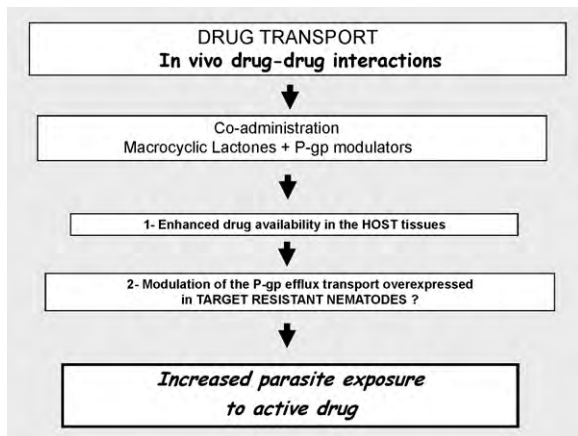 DRUG TRANSPORT
In vivo drug-drug interactions
Co-administration
Macrocyclic Lactones + P-gp modulators
1- Enhanced drug availability in the HOST tissues
2- Modulation of the P-gp efflux transport overexpressed
in TARGET RESISTANT NEMATODES ?
Increased parasite exposure
to active drug